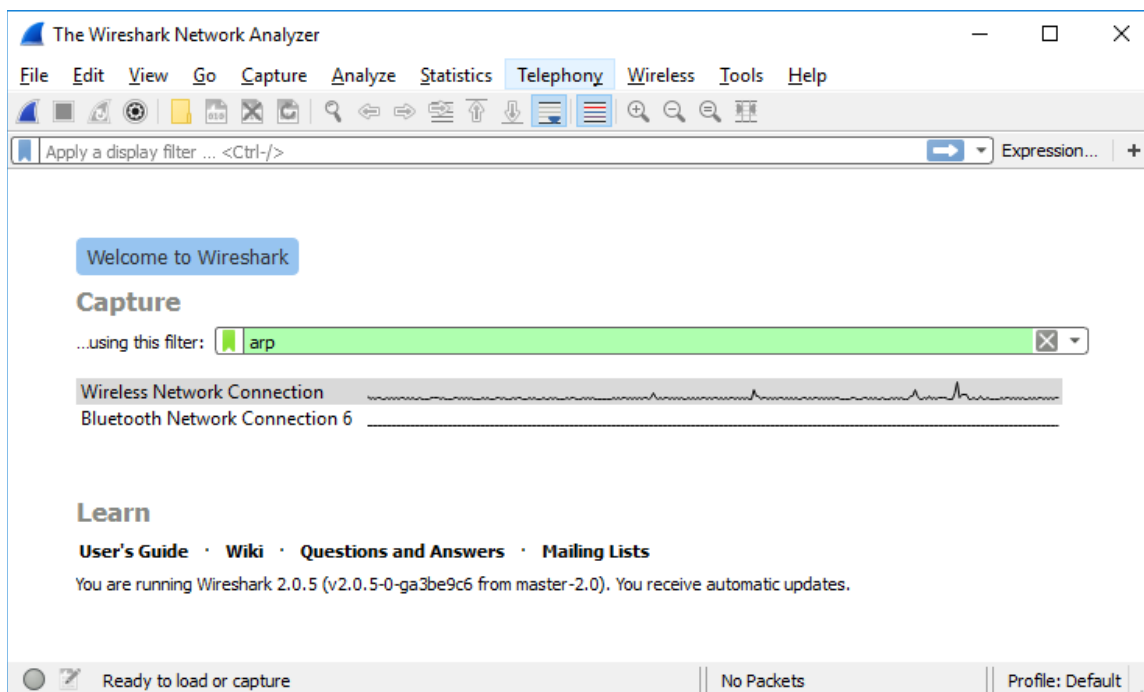 The Wireshark Network Analyzer
File Edit View Go Capture Analyze Statistics Telephony Wireless Tools Help
Apply a display filter ... <Ctrl-/> Expression... +
Welcome to Wireshark
Capture
...using this filter: arp
Wireless Network Connection
Bluetooth Network Connection 6
Learn
User's Guide · Wiki · Questions and Answers · Mailing Lists
You are running Wireshark 2.0.5 (v2.0.5-0-ga3be9c6 from master-2.0). You receive automatic updates.
Ready to load or capture No Packets Profile: Default